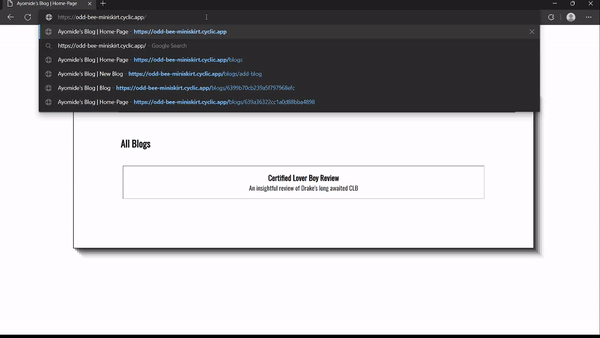 Ayomide's Blog | Home-Page
https://odd-bee-miniskirt.cyclic.app/
Ayomide's Blog | Home-Page - https://odd-bee-miniskirt.cyclic.app
https://odd-bee-miniskirt.cyclic.app/ - Google Search
Ayomide's Blog | Home-Page - https://odd-bee-miniskirt.cyclic.app/blogs
Ayomide's Blog | New Blog - https://odd-bee-miniskirt.cyclic.app/blogs/add-blog
Ayomide's Blog | Blog - https://odd-bee-miniskirt.cyclic.app/blogs/
Ayomide's Blog | Home-Page - https://odd-bee-miniskirt.cyclic.app/blogs/
All Blogs
Certified Lover Boy Review
An insightful review of Drake's long awaited CLB